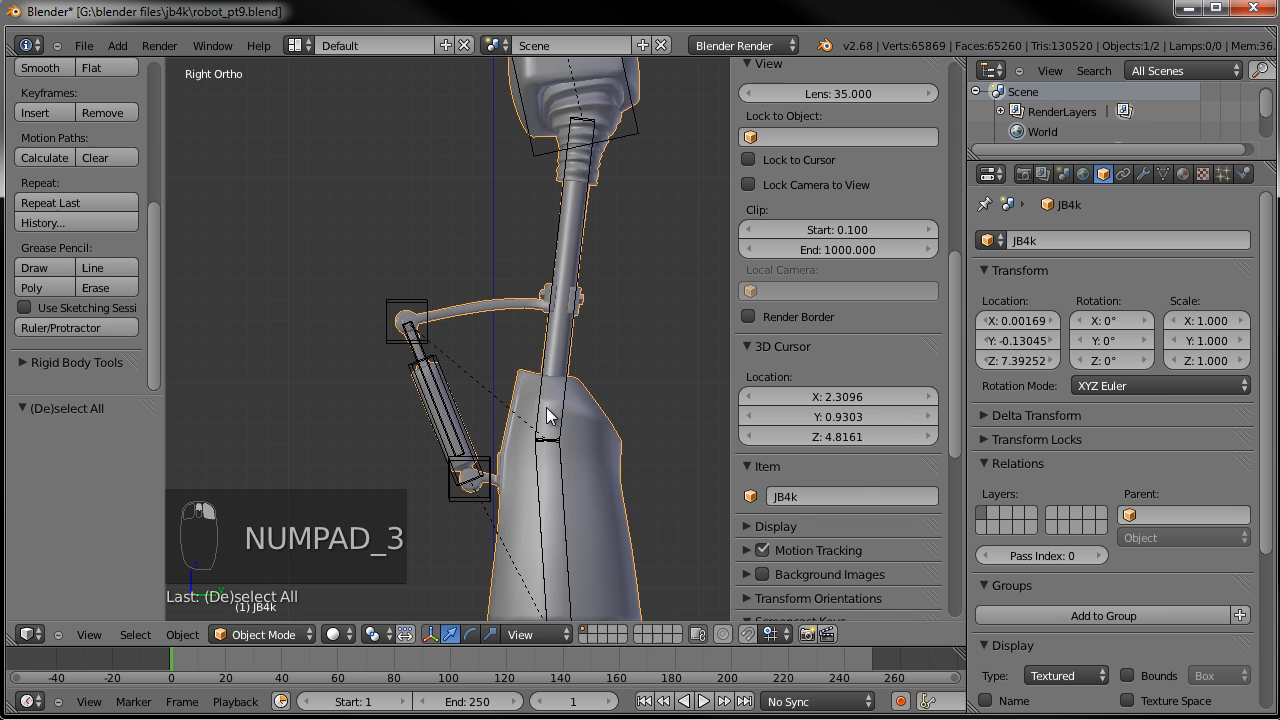 Blender* [G:\blender files\jb4k\robot_pt9.blend]
File Add Render Window Help Default Scene Blender Render v2.68 | Verts:65869 | Faces:65260 | Tris:130520 | Objects:1/2 | Lamps:0/0 | Mem:36.
Smooth Flat
Keyframes:
Insert Remove
Motion Paths:
Calculate Clear
Repeat:
Repeat Last
History...
Grease Pencil:
Draw Line
Poly Erase
Use Sketching Sessi
Ruler/Protractor
Rigid Body Tools
(De)select All
Right Ortho
NUMPAD_3
Last: (De)select All
(1) JB4k
View
Lens: 35.000
Lock to Object:
Lock to Cursor
Lock Camera to View
Clip:
Start: 0.100
End: 1000.000
Local Camera:
Render Border
3D Cursor
Location:
X: 2.3096
Y: 0.9303
Z: 4.8161
Item
JB4k
Display
Motion Tracking
Background Images
Transform Orientations
View Search All Scenes
Scene
RenderLayers
World
JB4k
JB4k
Transform
Location: Rotation: Scale:
X: 0.00169 X: 0° X: 1.000
Y: -0.13045 Y: 0° Y: 1.000
Z: 7.39252 Z: 0° Z: 1.000
Rotation Mode: XYZ Euler
Delta Transform
Transform Locks
Relations
Layers: Parent:
Object
Pass Index: 0
Groups
Add to Group
Display
Type: Textured Bounds Box
Name Texture Space
View Select Object Object Mode View
-40 -20 0 20 40 60 80 100 120 140 160 180 200 220 240 260
View Marker Frame Playback Start: 1 End: 250 1 No Sync